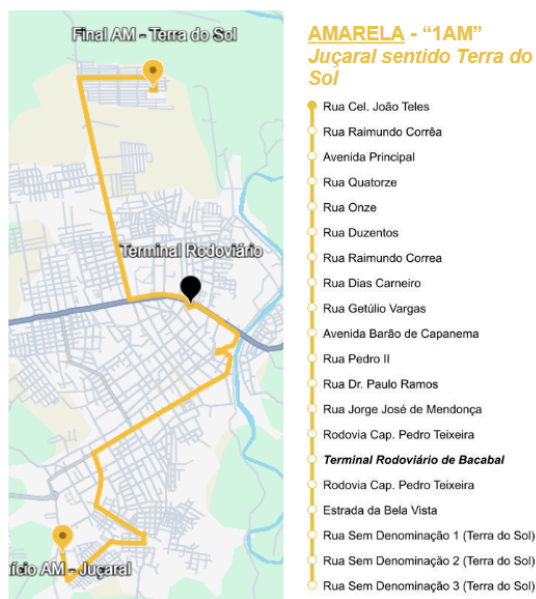 Final AM - Terra do Sol
Terminal Rodoviário
ício AM - Juçaral
AMARELA - “1AM”
Juçaral sentido Terra do
Sol
Rua Cel. João Teles
Rua Raimundo Corrêa
Avenida Principal
Rua Quatorze
Rua Onze
Rua Duzentos
Rua Raimundo Correa
Rua Dias Carneiro
Rua Getúlio Vargas
Avenida Barão de Capanema
Rua Pedro II
Rua Dr. Paulo Ramos
Rua Jorge José de Mendonça
Rodovia Cap. Pedro Teixeira
Terminal Rodoviário de Bacabal
Rodovia Cap. Pedro Teixeira
Estrada da Bela Vista
Rua Sem Denominação 1 (Terra do Sol)
Rua Sem Denominação 2 (Terra do Sol)
Rua Sem Denominação 3 (Terra do Sol)